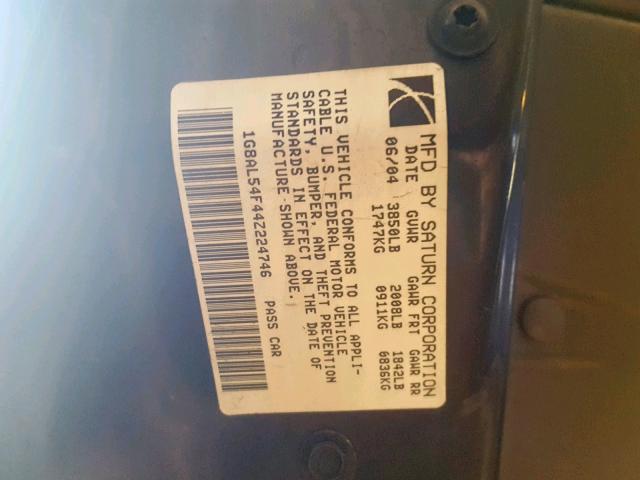 MFD BY SATURN CORPORATION
DATE GVWR GAWR FRT GAWR RR
06/04 3850LB 2008LB 1842LB
1747KG 0911KG 6836KG
THIS VEHICLE CONFORMS TO ALL APPLI-
CABLE U.S. FEDERAL MOTOR VEHICLE
SAFETY, BUMPER, AND THEFT PREVENTION
STANDARDS IN EFFECT ON THE DATE OF
MANUFACTURE SHOWN ABOVE.
1G8AL54F44Z224746 PASS CAR